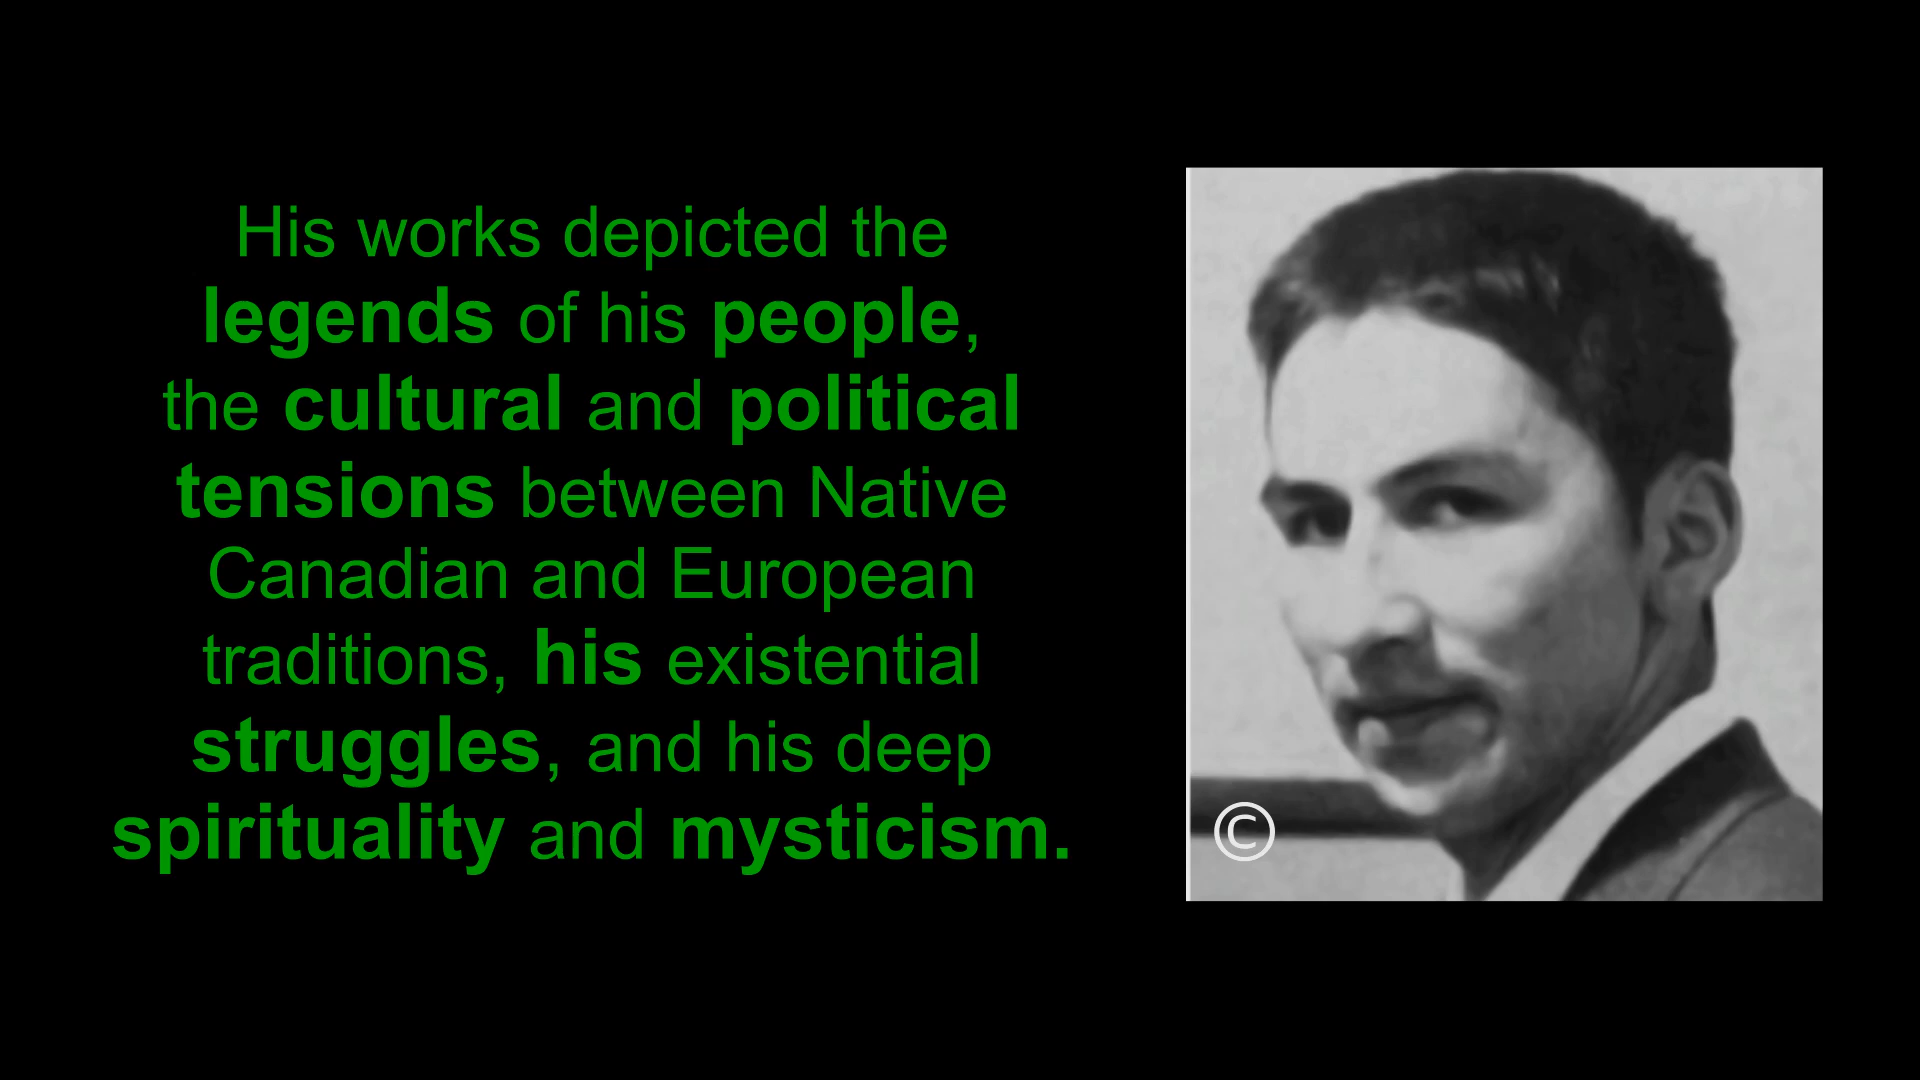 His works depicted the
legends of his people,
the cultural and political
tensions between Native
Canadian and European
traditions, his existential
struggles, and his deep
spirituality and mysticism.
©